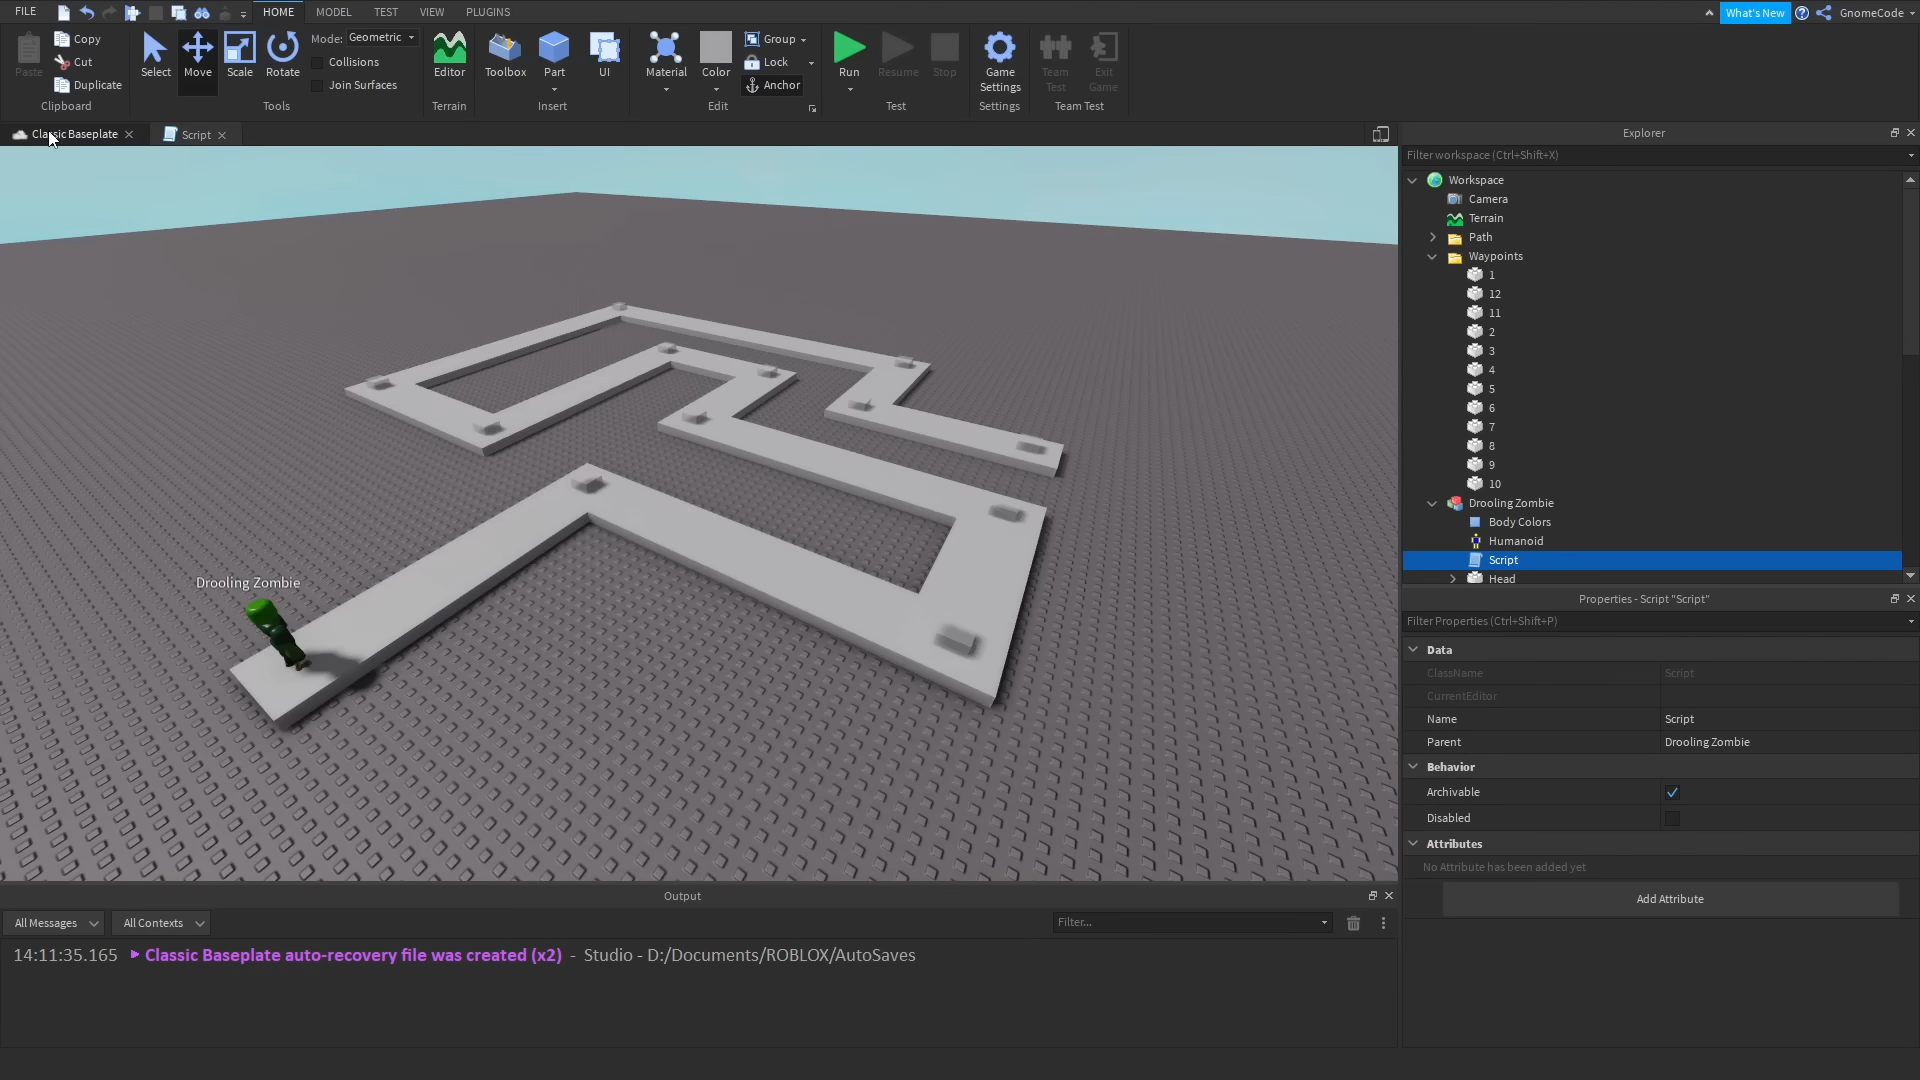 FILE HOME MODEL TEST VIEW PLUGINS What's New GnomeCode
Paste Copy Cut Duplicate
Clipboard
Select Move Scale Rotate
Mode: Geometric
Collisions
Join Surfaces
Tools
Editor
Terrain
Toolbox Part UI
Insert
Material Color Group Lock Anchor
Edit
Run Resume Stop
Test
Game Settings
Settings
Team Test Exit Game
Team Test
Classic Baseplate Script
Drooling Zombie
Explorer
Filter workspace (Ctrl+Shift+X)
Workspace
Camera
Terrain
Path
Waypoints
1
12
11
2
3
4
5
6
7
8
9
10
Drooling Zombie
Body Colors
Humanoid
Script
Head
Properties - Script "Script"
Filter Properties (Ctrl+Shift+P)
Data
ClassName Script
CurrentEditor
Name Script
Parent Drooling Zombie
Behavior
Archivable
Disabled
Attributes
No Attribute has been added yet
Add Attribute
Output
All Messages All Contexts Filter...
14:11:35.165 Classic Baseplate auto-recovery file was created (x2) - Studio - D:/Documents/ROBLOX/AutoSaves